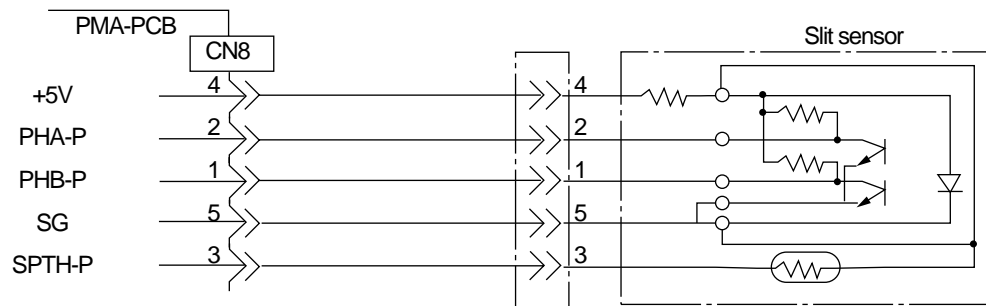 PMA-PCB
CN8
Slit sensor
+5V 4 4
PHA-P 2 2
PHB-P 1 1
SG 5 5
SPTH-P 3 3